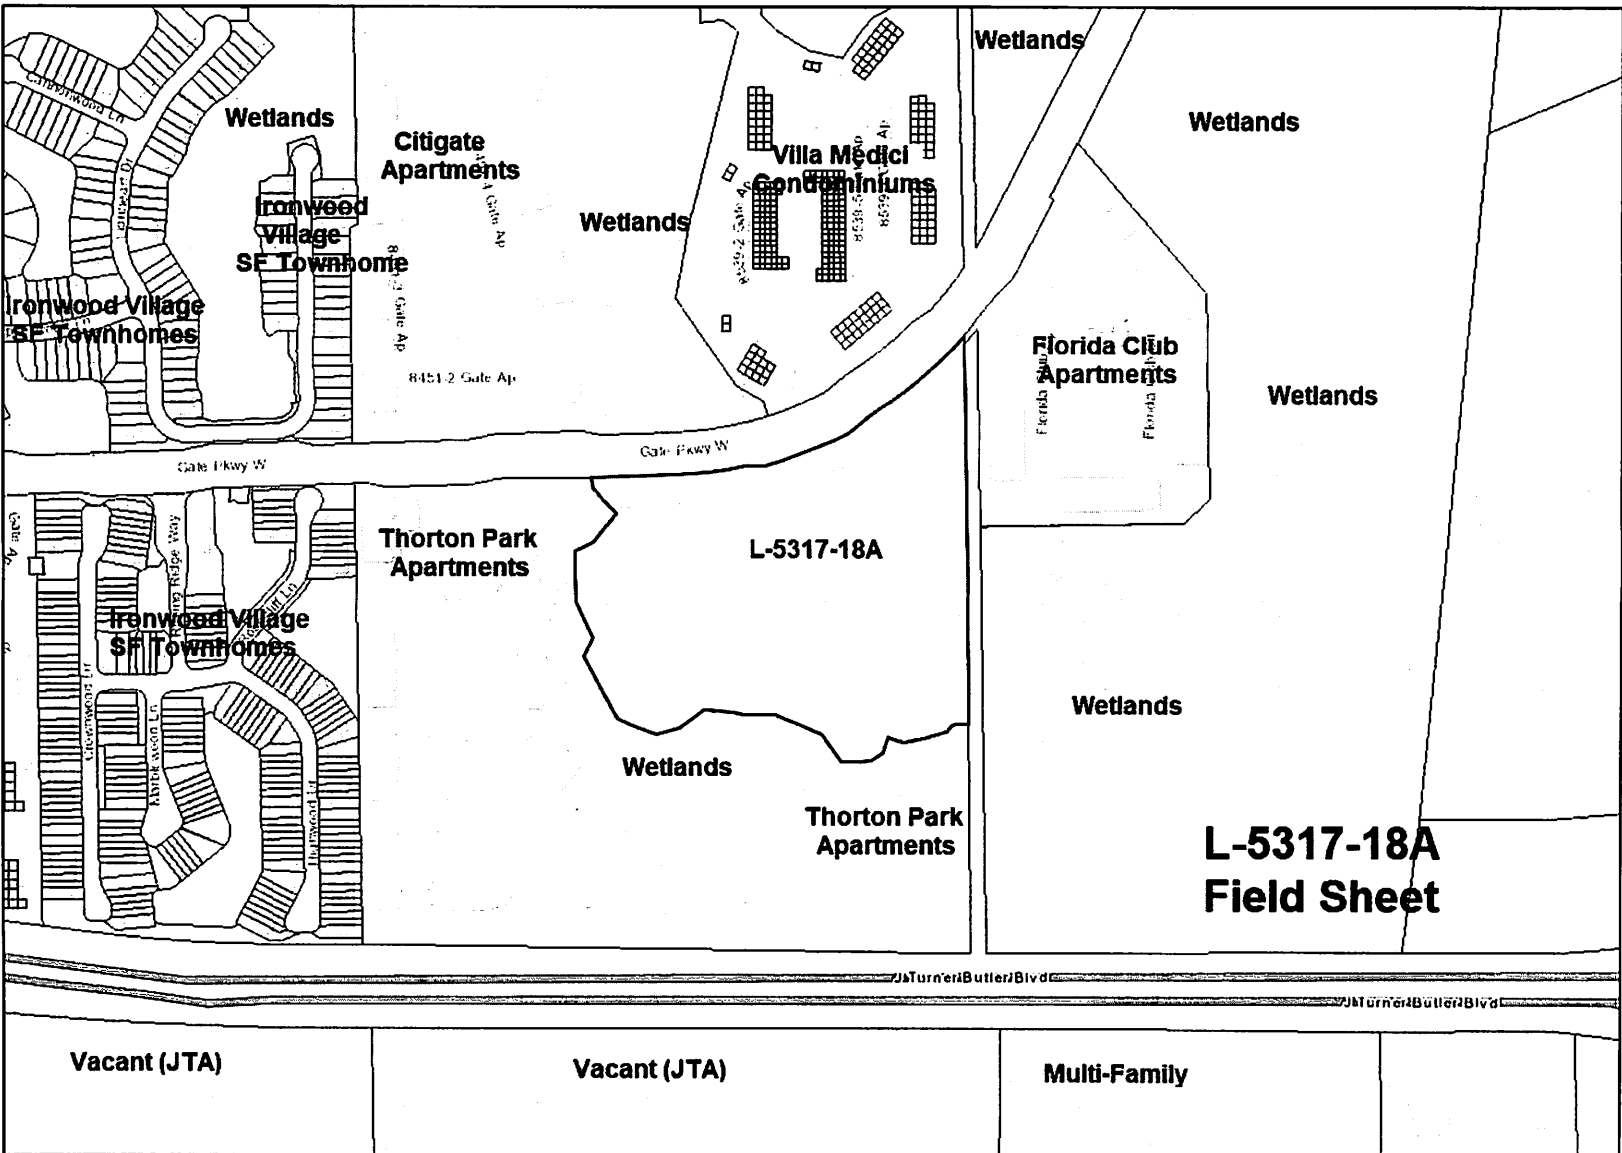 Wetlands
Wetlands
Wetlands
Citigate
Apartments
Villa Medici
Condominiums
Ironwood
Village
SF Townhome
Wetlands
Ironwood Village
SF Townhomes
Florida Club
Apartments
8451-2 Gate Ap
Wetlands
Gate Pkwy W
Gate Pkwy W
Thorton Park
Apartments
L-5317-18A
Ironwood Village
SF Townhomes
Wetlands
Wetlands
Thorton Park
Apartments
L-5317-18A
Field Sheet
J Turner Butler Blvd
J Turner Butler Blvd
Vacant (JTA)
Vacant (JTA)
Multi-Family